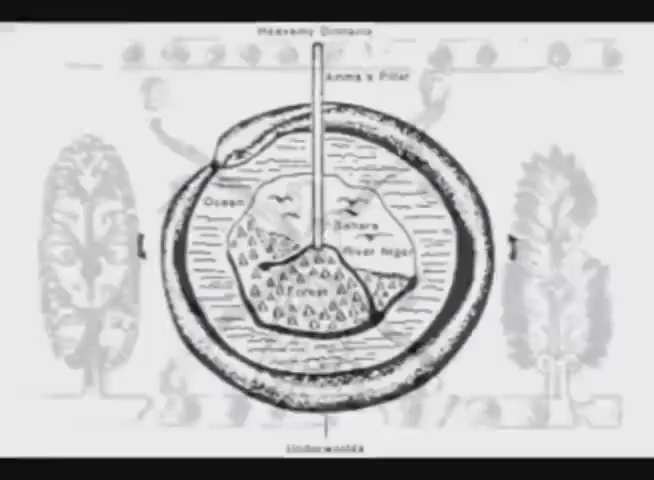 Heavenly Domains
Amma's Pillar
Ocean
Sahara
River Niger
Forest
Underworlds